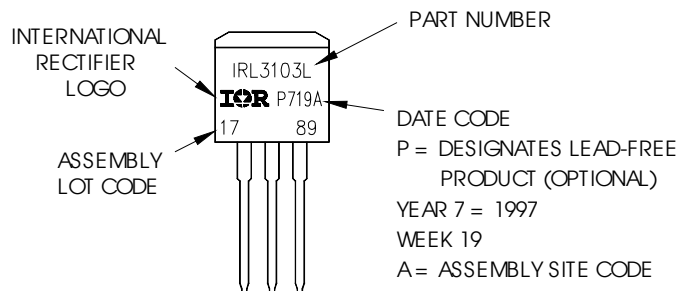 PART NUMBER
INTERNATIONAL
RECTIFIER
LOGO
IRL3103L
IOR P719A
17 89
ASSEMBLY
LOT CODE
DATE CODE
P = DESIGNATES LEAD-FREE
PRODUCT (OPTIONAL)
YEAR 7 = 1997
WEEK 19
A = ASSEMBLY SITE CODE